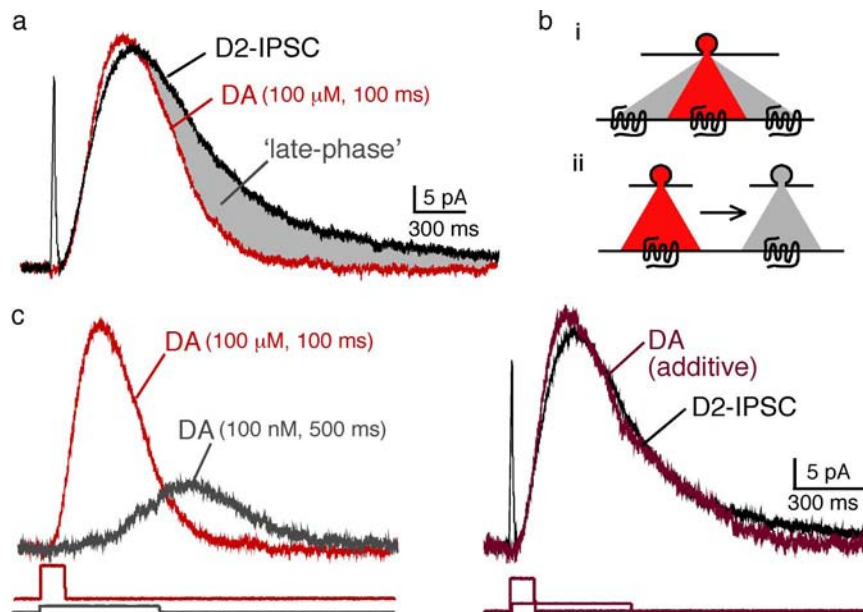 a
D2-IPSC
DA (100 μM, 100 ms)
'late-phase'
5 pA
300 ms
b
i
ii
c
DA (100 μM, 100 ms)
DA (100 nM, 500 ms)
DA
(additive)
D2-IPSC
5 pA
300 ms